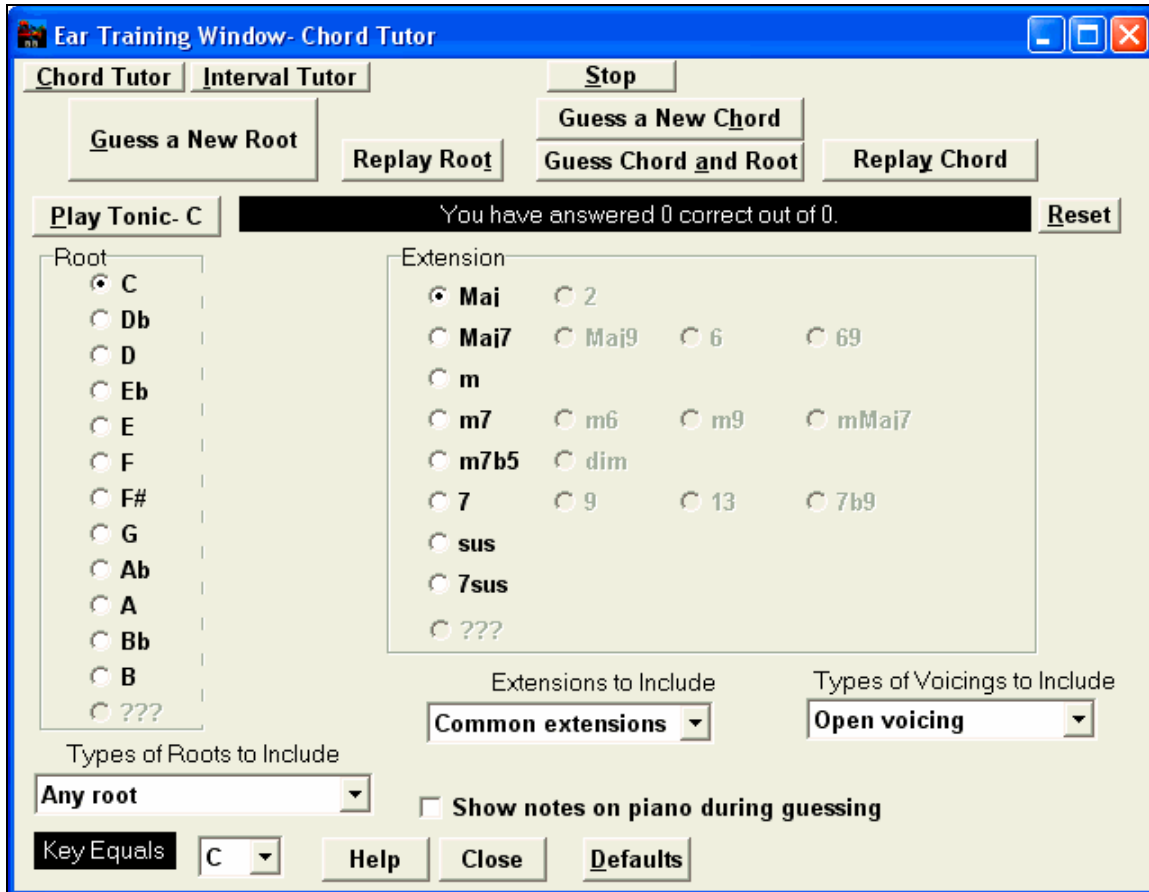 Ear Training Window- Chord Tutor
Chord Tutor Interval Tutor Stop
Guess a New Root
Guess a New Chord
Replay Root Guess Chord and Root Replay Chord
Play Tonic- C You have answered 0 correct out of 0. Reset
Root
C
Db
D
Eb
E
F
F#
G
Ab
A
Bb
B
???
Extension
Maj 2
Maj7 Maj9 6 69
m
m7 m6 m9 mMaj7
m7b5 dim
7 9 13 7b9
sus
7sus
???
Extensions to Include
Common extensions
Types of Voicings to Include
Open voicing
Types of Roots to Include
Any root
Show notes on piano during guessing
Key Equals C Help Close Defaults